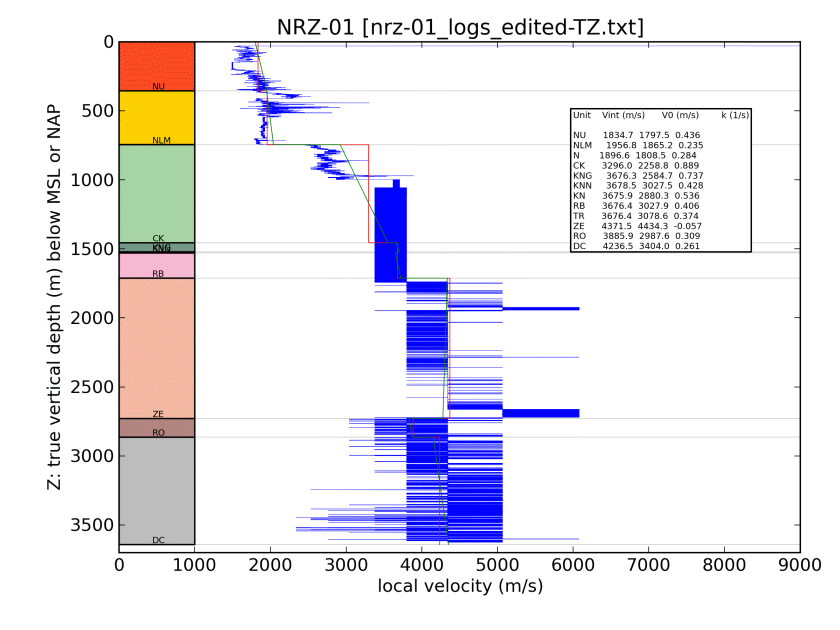 NRZ-01 [nrz-01_logs_edited-TZ.txt]
Z: true vertical depth (m) below MSL or NAP
0
500
1000
1500
2000
2500
3000
3500
NU
NLM
CK
KNN
RB
ZE
RO
DC
Unit Vint (m/s) V0 (m/s) k (1/s)
NU 1834.7 1797.5 0.436
NLM 1956.8 1865.2 0.235
N 1896.6 1808.5 0.284
CK 3296.0 2258.8 0.889
KNG 3676.3 2584.7 0.737
KNN 3678.5 3027.5 0.428
KN 3675.9 2880.3 0.536
RB 3676.4 3027.9 0.406
TR 3676.4 3078.6 0.374
ZE 4371.5 4434.3 -0.057
RO 3885.9 2987.6 0.309
DC 4236.5 3404.0 0.261
0 1000 2000 3000 4000 5000 6000 7000 8000 9000
local velocity (m/s)